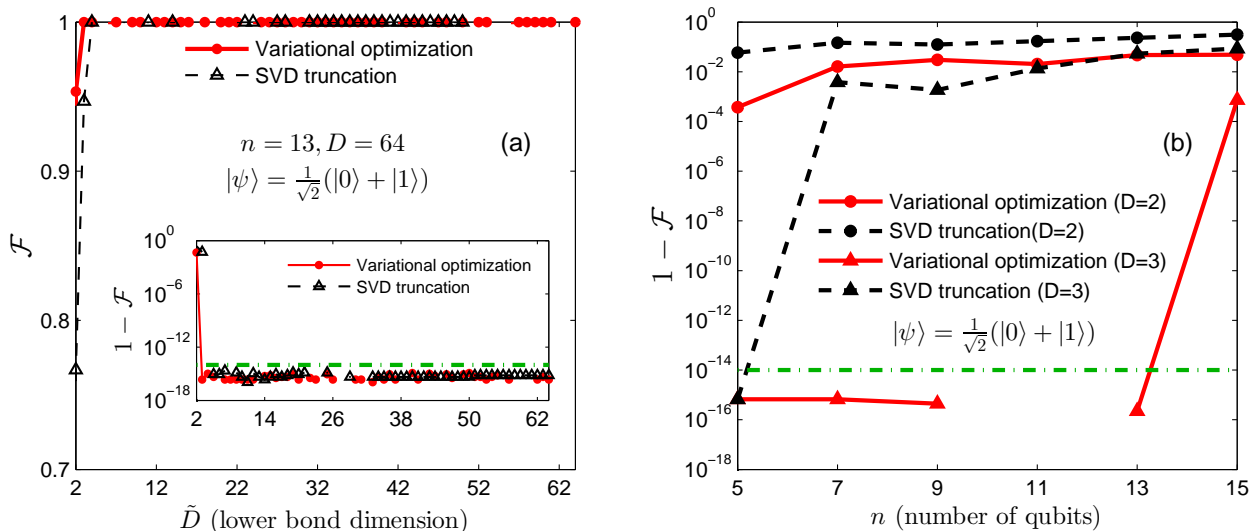 1
0.9
0.8
0.7
2 12 22 32 42 52 62
F
D̃ (lower bond dimension)
Variational optimization
SVD truncation
n = 13, D = 64
(a)
|ψ⟩ = 1/√2(|0⟩ + |1⟩)
10^0
10^−6
10^−12
10^−18
2 14 26 38 50 62
1 − F
Variational optimization
SVD truncation
10^0
10^−2
10^−4
10^−6
10^−8
10^−10
10^−12
10^−14
10^−16
10^−18
5 7 9 11 13 15
1 − F
n (number of qubits)
(b)
Variational optimization (D=2)
SVD truncation(D=2)
Variational optimization (D=3)
SVD truncation (D=3)
|ψ⟩ = 1/√2(|0⟩ + |1⟩)